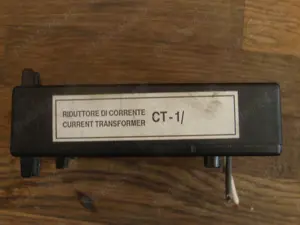 RIDUTTORE DI CORRENTE
CURRENT TRANSFORMER CT-1/